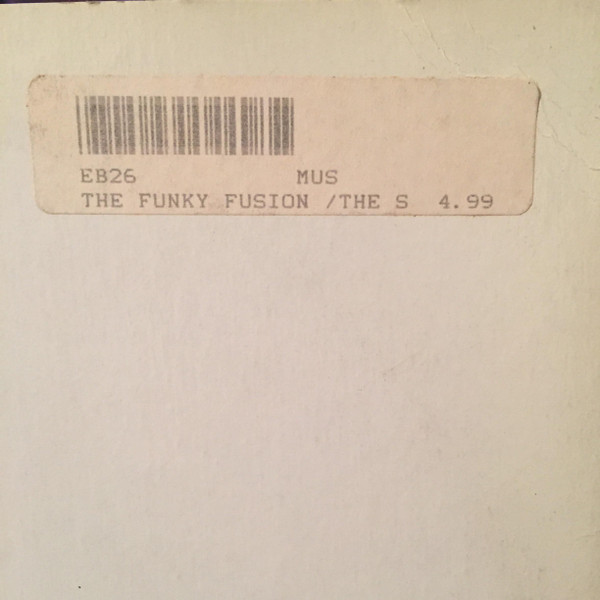 EB26 MUS
THE FUNKY FUSION /THE S 4.99